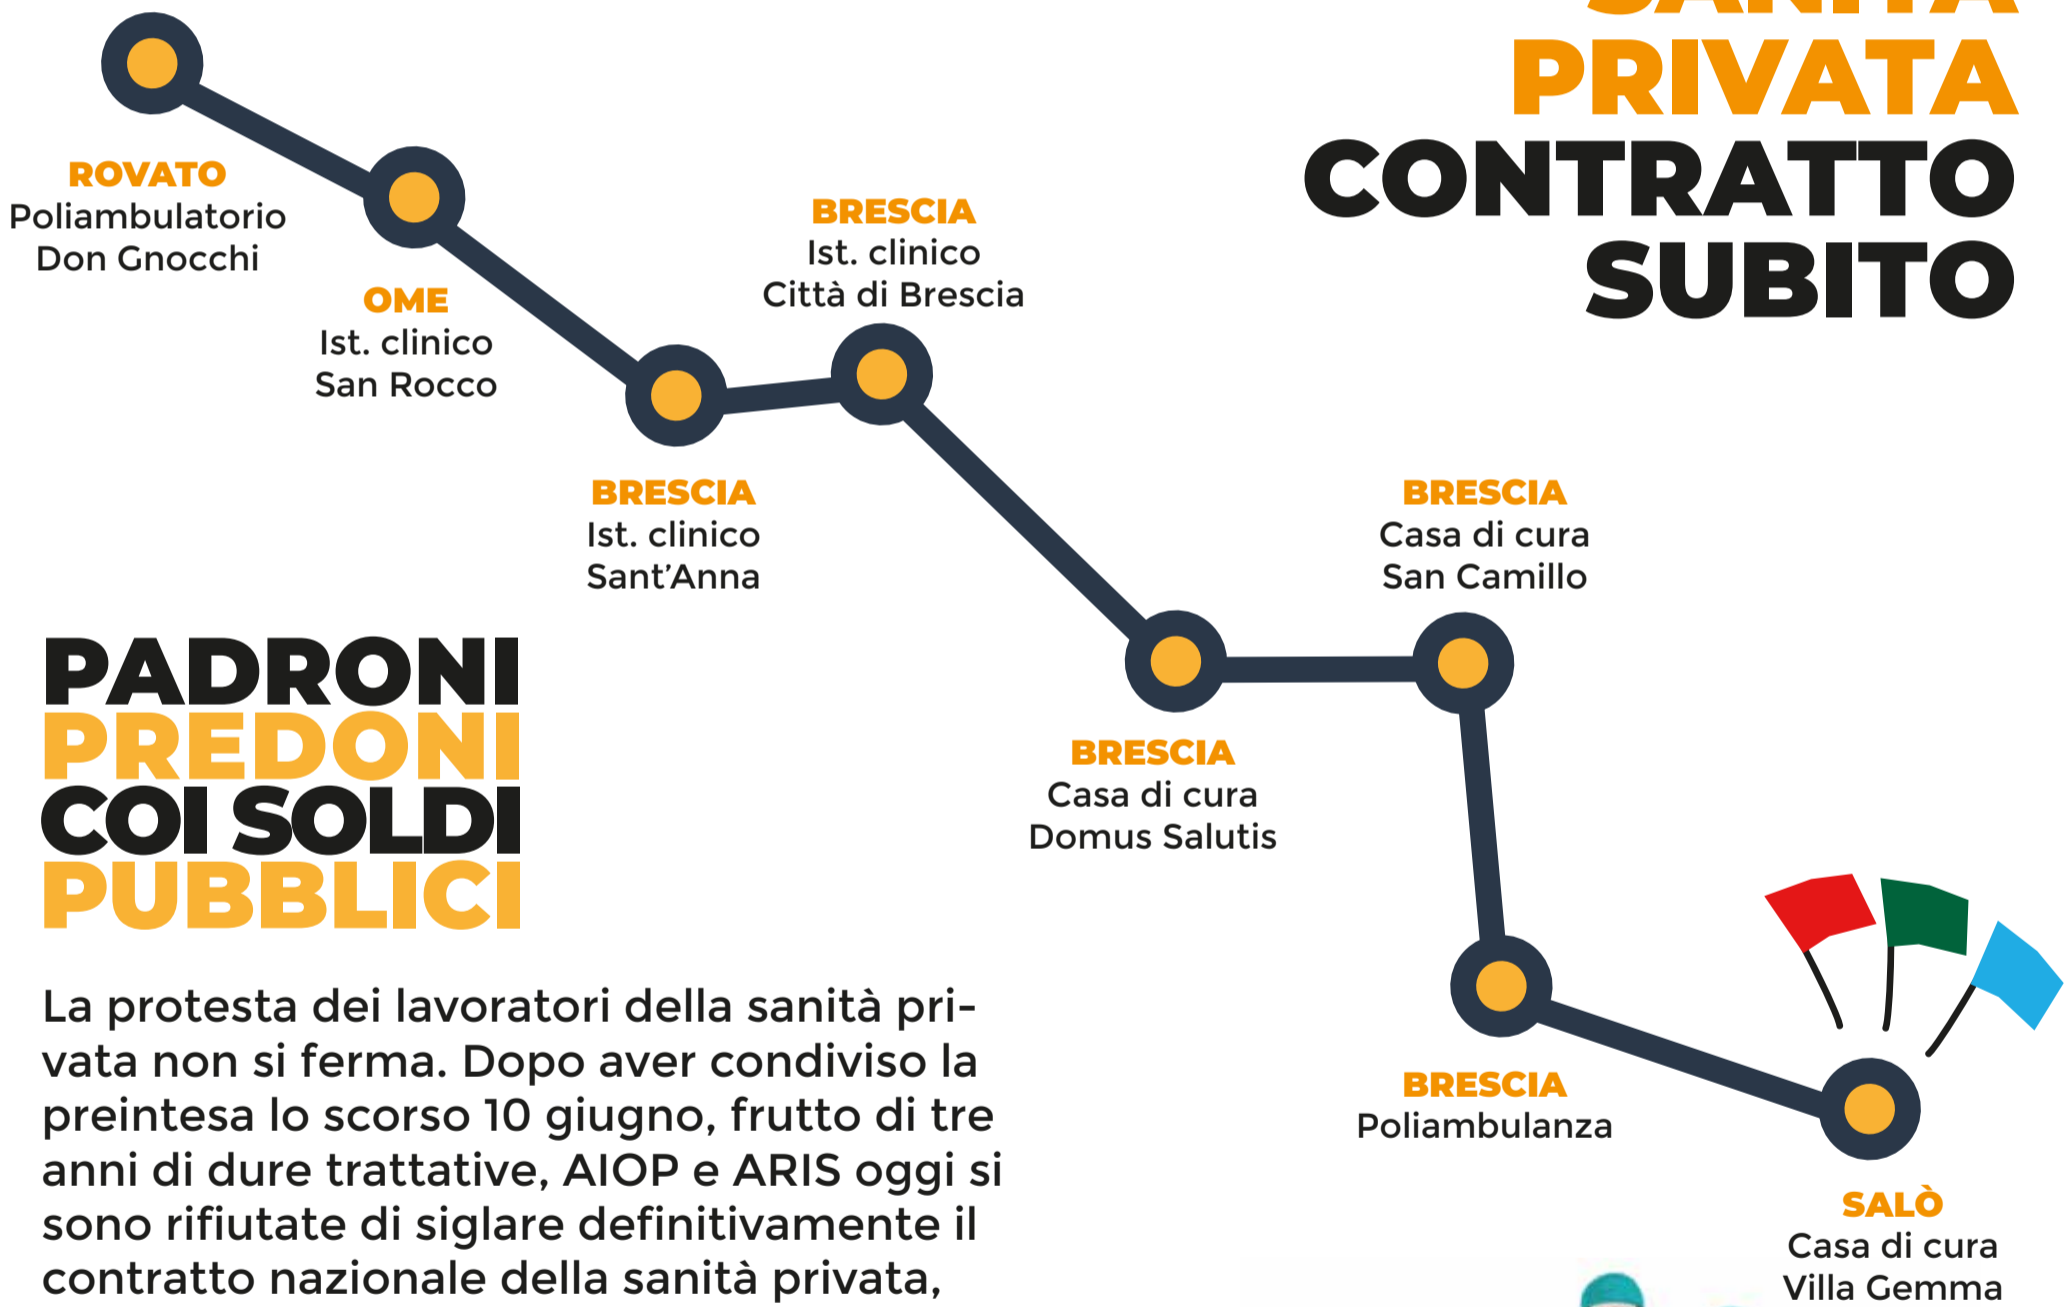 SANITÀ
PRIVATA
CONTRATTO
SUBITO
ROVATO
Poliambulatorio
Don Gnocchi
OME
Ist. clinico
San Rocco
BRESCIA
Ist. clinico
Sant'Anna
BRESCIA
Ist. clinico
Città di Brescia
BRESCIA
Casa di cura
Domus Salutis
BRESCIA
Casa di cura
San Camillo
BRESCIA
Poliambulanza
SALÒ
Casa di cura
Villa Gemma
PADRONI
PREDONI
COI SOLDI
PUBBLICI
La protesta dei lavoratori della sanità pri-
vata non si ferma. Dopo aver condiviso la
preintesa lo scorso 10 giugno, frutto di tre
anni di dure trattative, AIOP e ARIS oggi si
sono rifiutate di siglare definitivamente il
contratto nazionale della sanità privata,